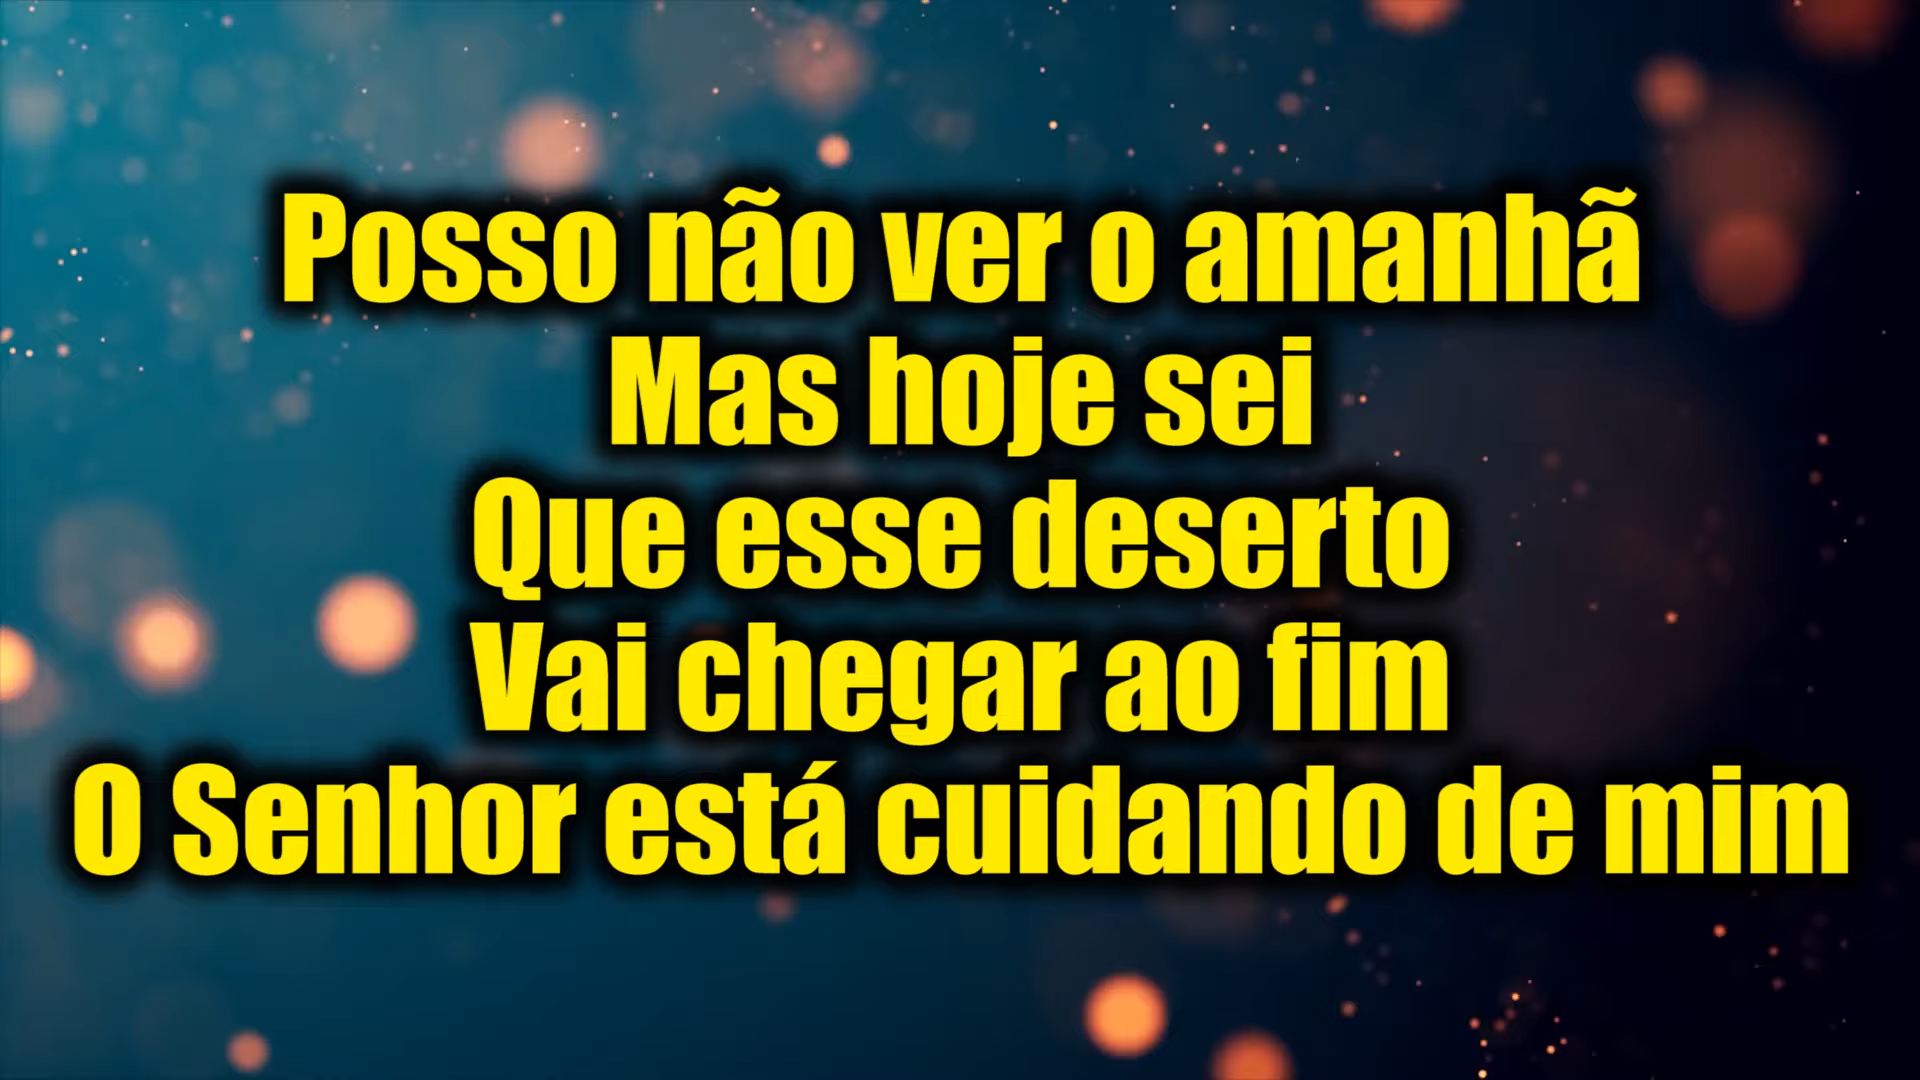 Posso não ver o amanhã
Mas hoje sei
Que esse deserto
Vai chegar ao fim
O Senhor está cuidando de mim